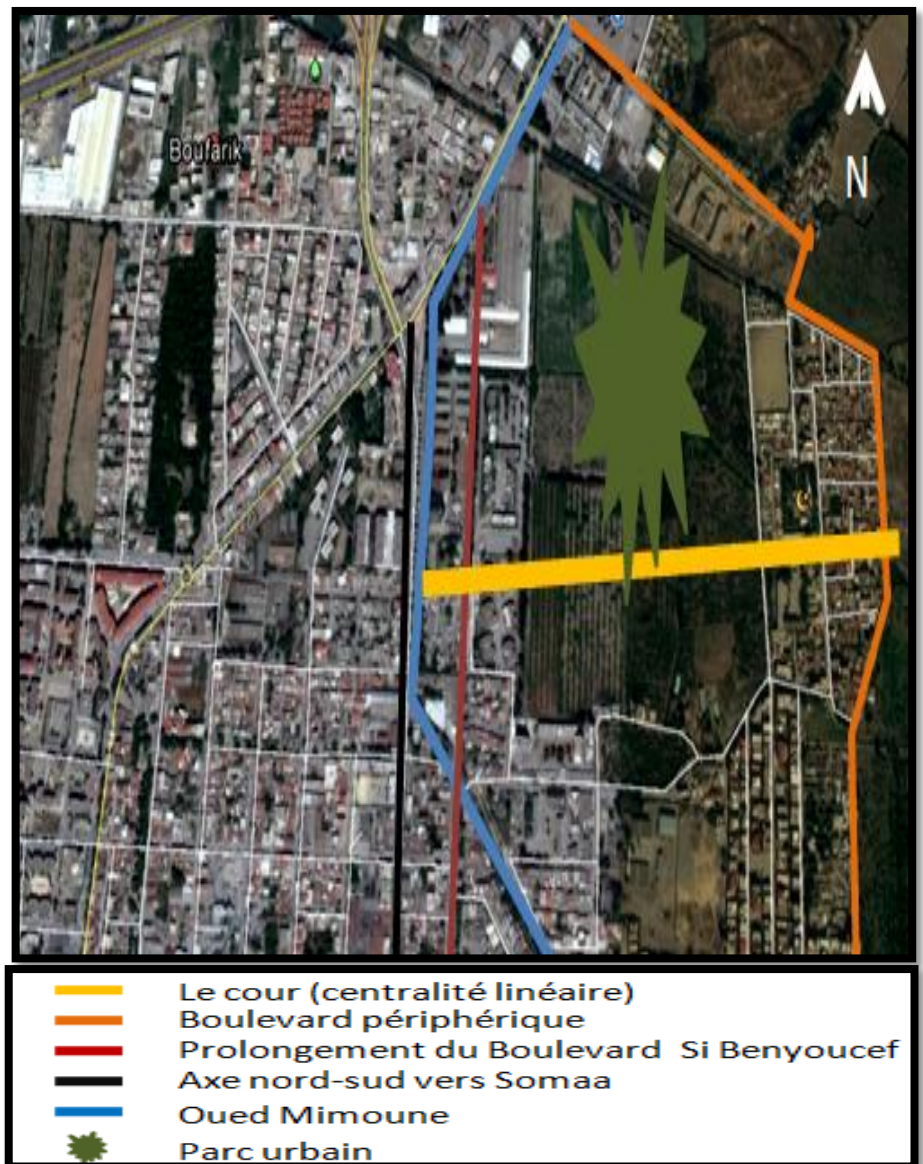 Boufarik
N
Le cour (centralité linéaire)
Boulevard périphérique
Prolongement du Boulevard Si Benyoucef
Axe nord-sud vers Somaa
Oued Mimoune
Parc urbain